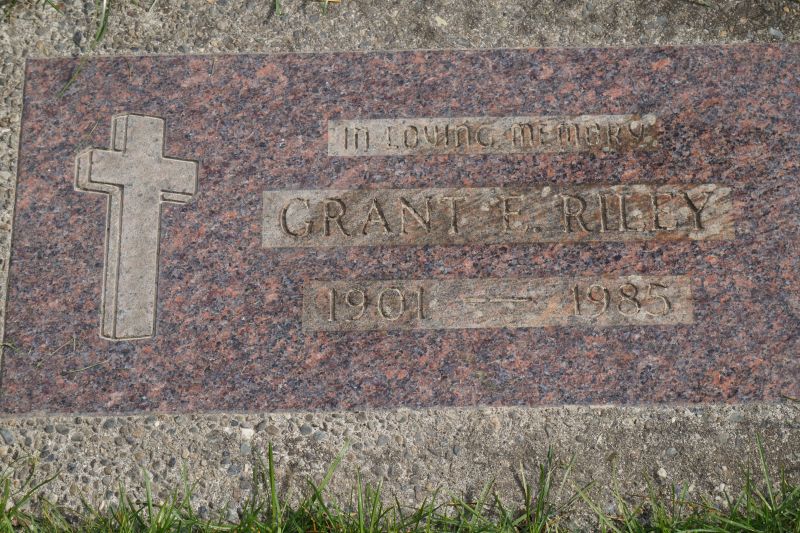 IN LOVING MEMORY
GRANT E. RILEY
1901 — 1985